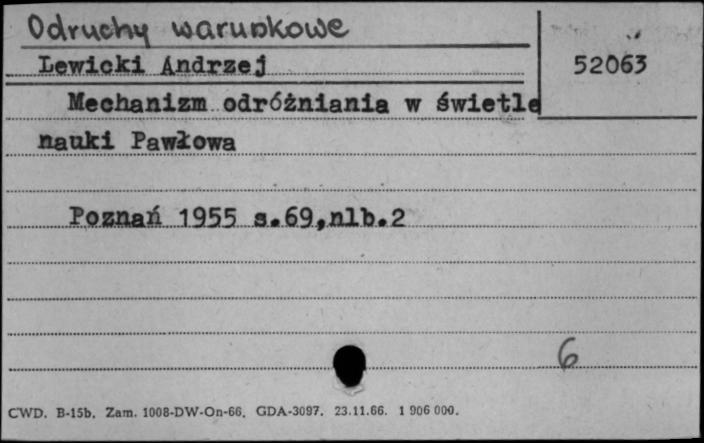 Odruchy warunkowe
Lewicki Andrzej
52063
Mechanizm odróżniania w świetle
nauki Pawłowa
Poznań 1955 s.69,nlb.2
6
CWD. B-15b. Zam. 1008-DW-On-66. GDA-3097. 23.11.66. 1 906 000.